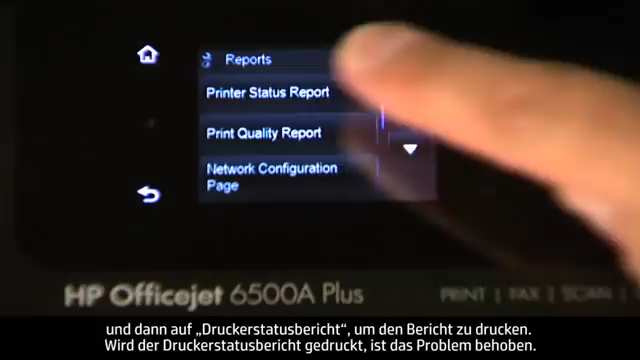 Reports
Printer Status Report
Print Quality Report
Network Configuration
Page
HP Officejet 6500A Plus
PRINT | FAX | SCAN |
und dann auf „Druckerstatusbericht“, um den Bericht zu drucken.
Wird der Druckerstatusbericht gedruckt, ist das Problem behoben.